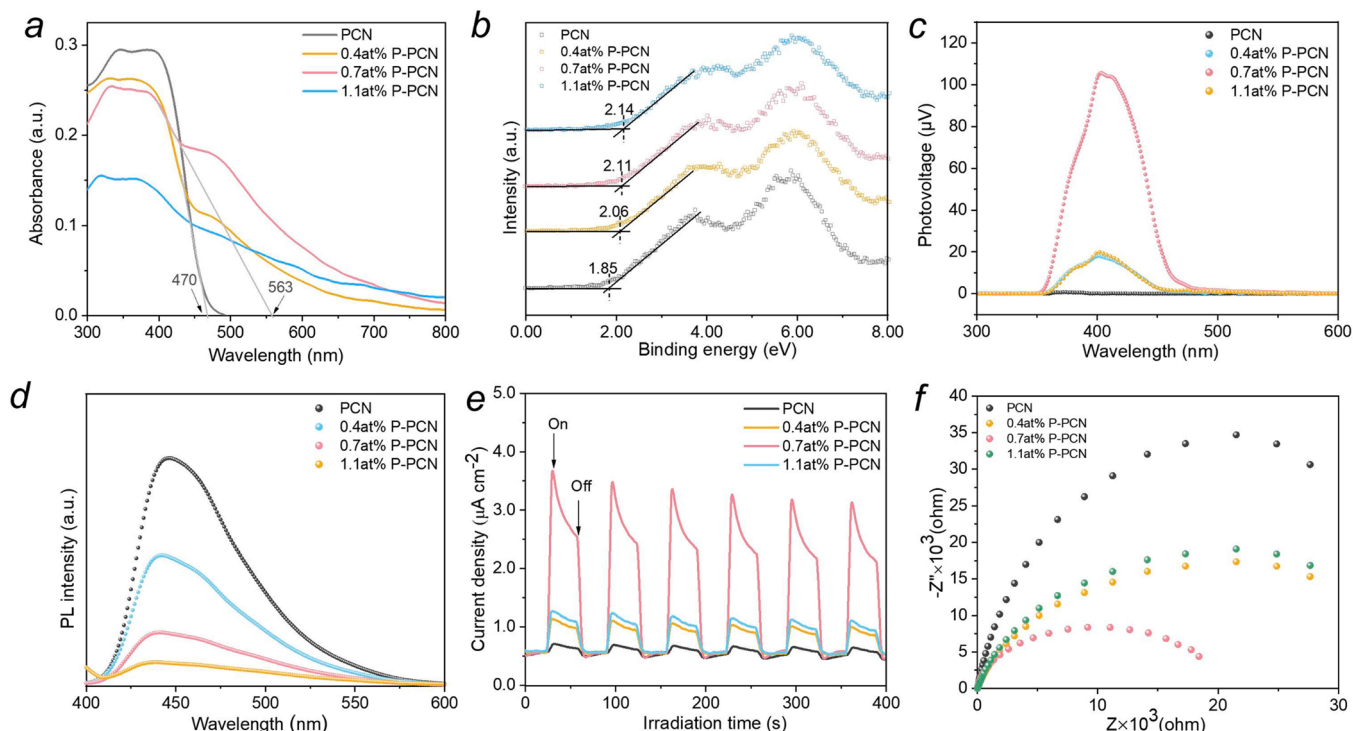 a
0.3
0.2
0.1
0.0
Absorbance (a.u.)
PCN
0.4at% P-PCN
0.7at% P-PCN
1.1at% P-PCN
470
563
300 400 500 600 700 800
Wavelength (nm)
b
Intensity (a.u.)
PCN
0.4at% P-PCN
0.7at% P-PCN
1.1at% P-PCN
2.14
2.11
2.06
1.85
0.00 2.00 4.00 6.00 8.00
Binding energy (eV)
c
120
100
80
60
40
20
0
Photovoltage (μV)
PCN
0.4at% P-PCN
0.7at% P-PCN
1.1at% P-PCN
300 400 500 600
Wavelength (nm)
d
PL intensity (a.u.)
PCN
0.4at% P-PCN
0.7at% P-PCN
1.1at% P-PCN
400 450 500 550 600
Wavelength (nm)
e
5.0
4.0
3.0
2.0
1.0
0.0
Current density (μA cm-2)
On
Off
PCN
0.4at% P-PCN
0.7at% P-PCN
1.1at% P-PCN
0 100 200 300 400
Irradiation time (s)
f
40
35
30
25
20
15
10
5
0
-Z"×10³(ohm)
PCN
0.4at% P-PCN
0.7at% P-PCN
1.1at% P-PCN
0 10 20 30
Z×10³(ohm)